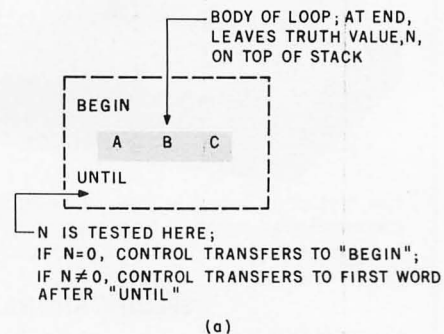 BODY OF LOOP; AT END,
LEAVES TRUTH VALUE, N,
ON TOP OF STACK
BEGIN
A B C
UNTIL
N IS TESTED HERE;
IF N=0, CONTROL TRANSFERS TO "BEGIN";
IF N≠0, CONTROL TRANSFERS TO FIRST WORD
AFTER "UNTIL"
(a)